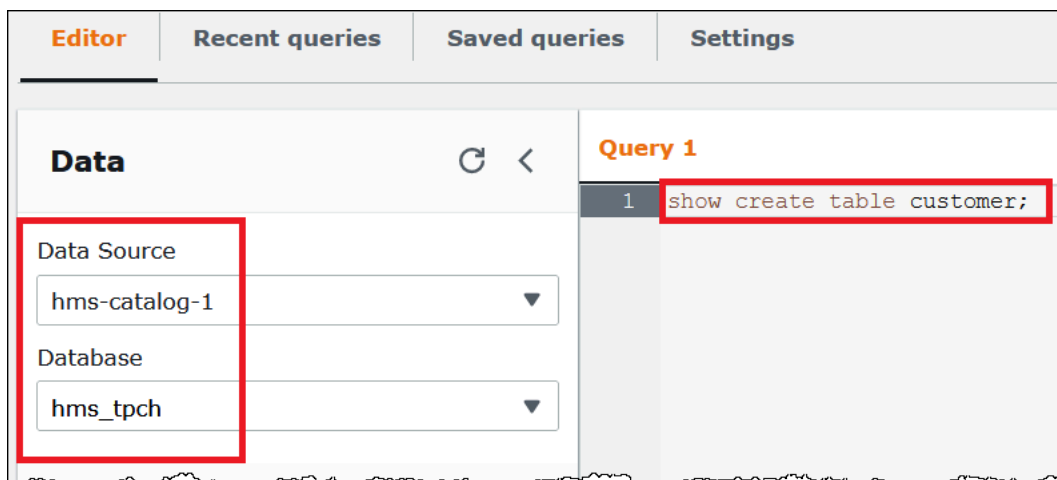 Editor Recent queries Saved queries Settings
Data
Query 1
1 show create table customer;
Data Source
hms-catalog-1
Database
hms_tpch